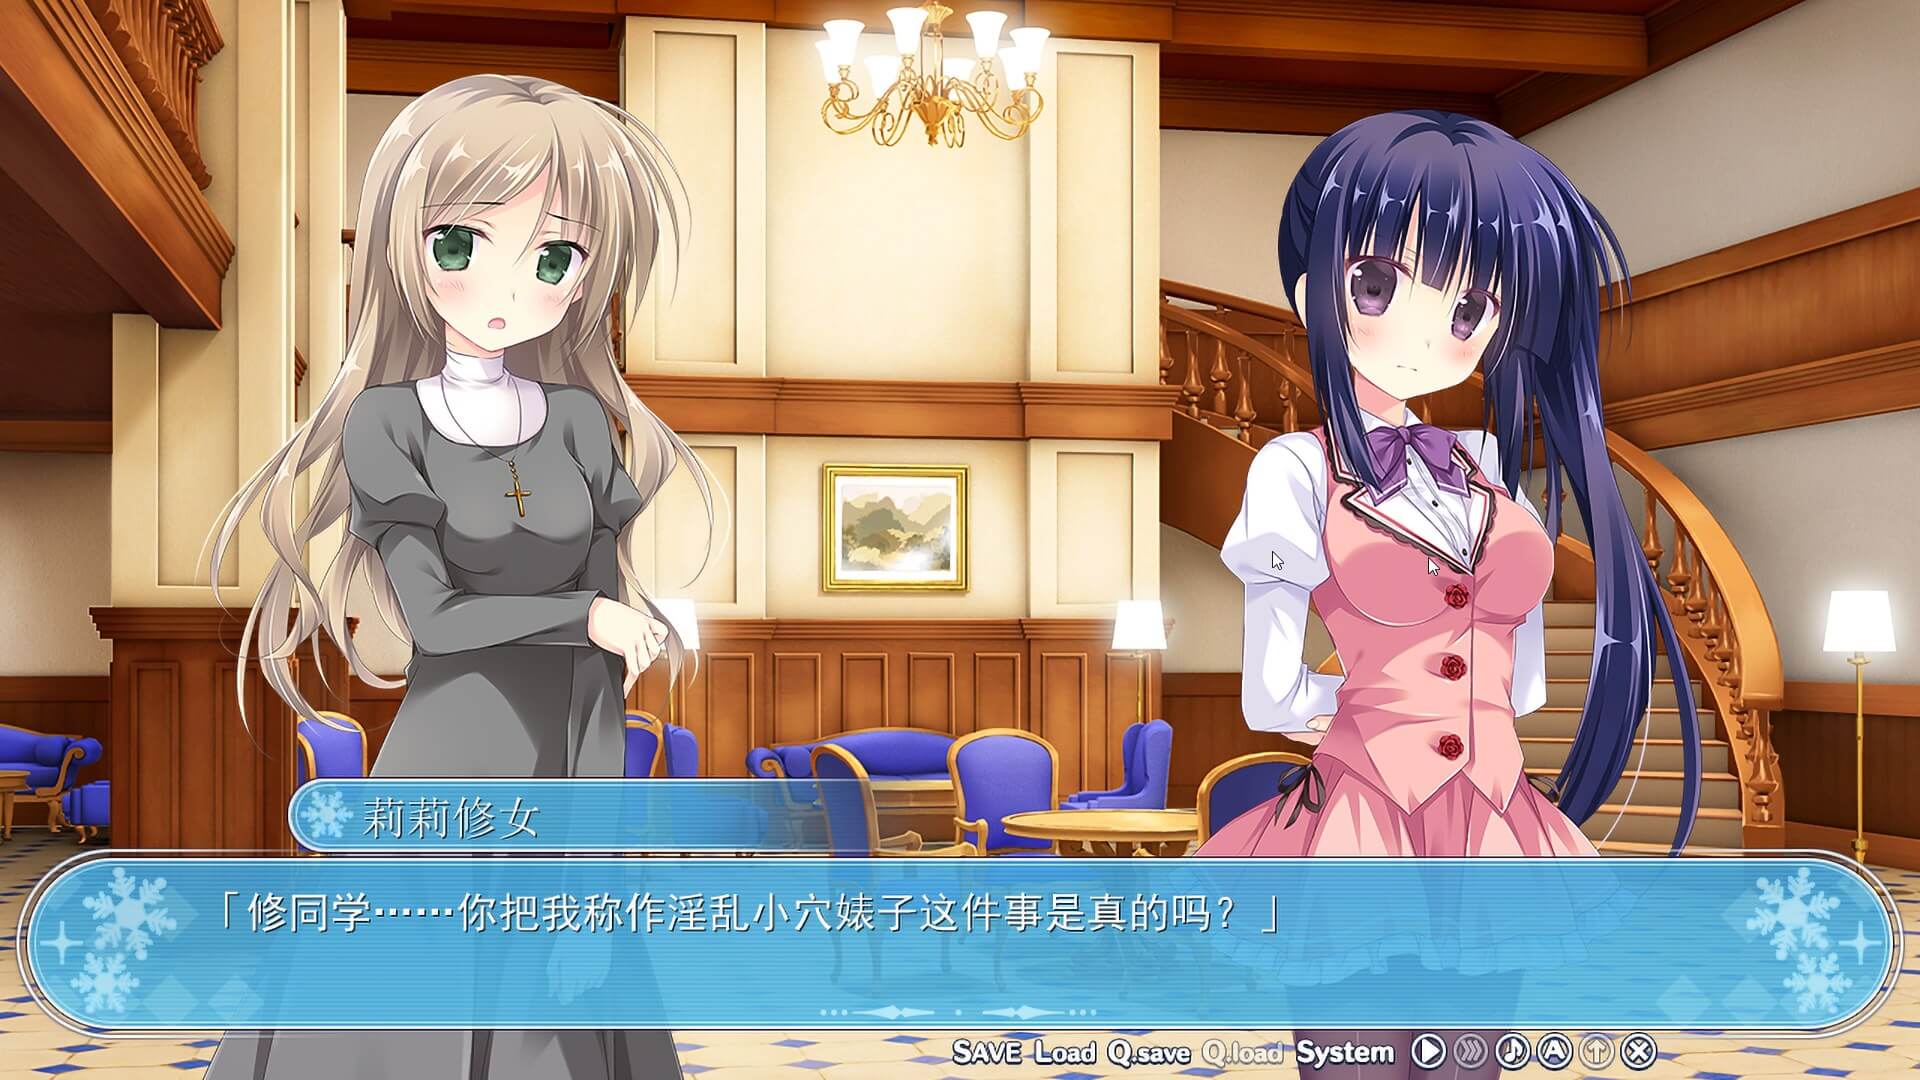 莉莉修女
「修同学……你把我称作淫乱小穴婊子这件事是真的吗？」
SAVE Load Q.save Q.load System